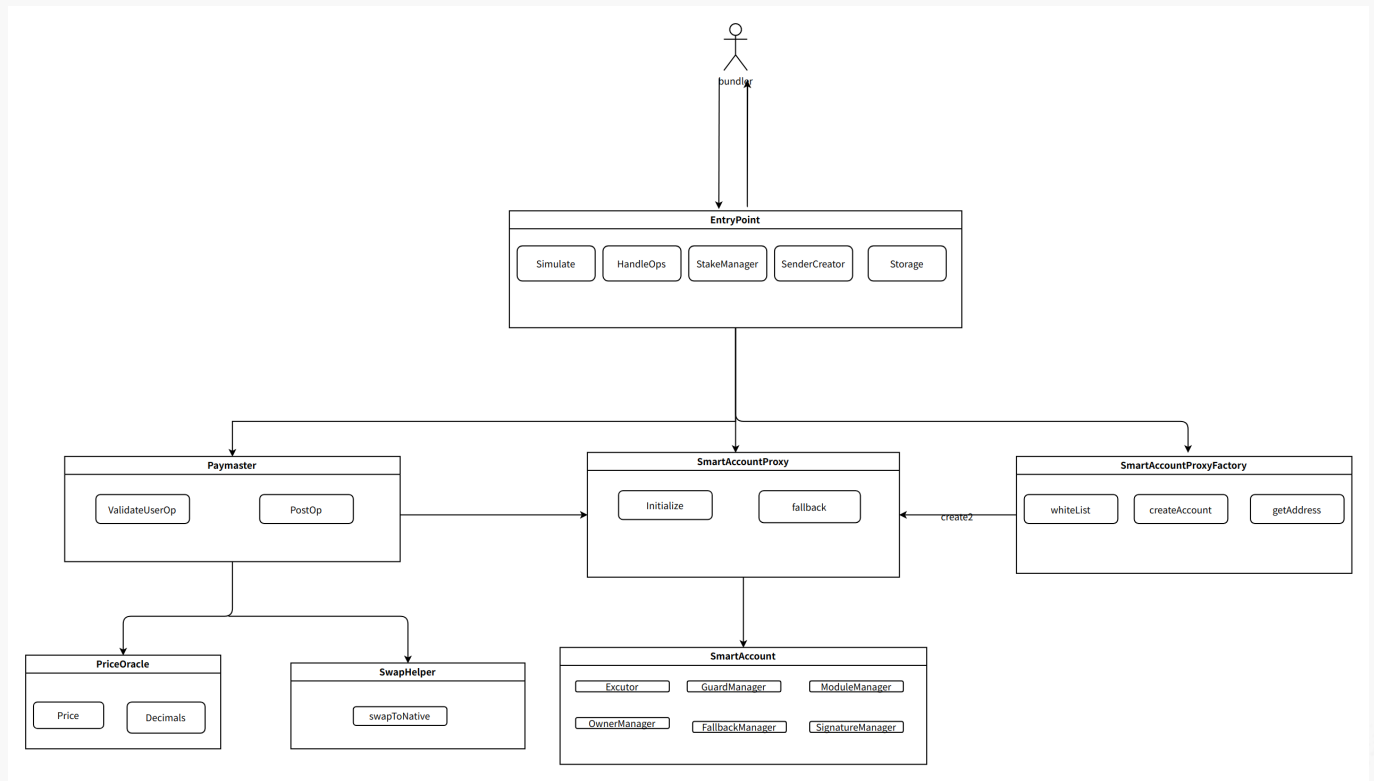 bundler
EntryPoint
Simulate
HandleOps
StakeManager
SenderCreator
Storage
Paymaster
ValidateUserOp
PostOp
SmartAccountProxy
Initialize
fallback
create2
SmartAccountProxyFactory
whiteList
createAccount
getAddress
PriceOracle
Price
Decimals
SwapHelper
swapToNative
SmartAccount
Excutor
GuardManager
ModuleManager
OwnerManager
FallbackManager
SignatureManager